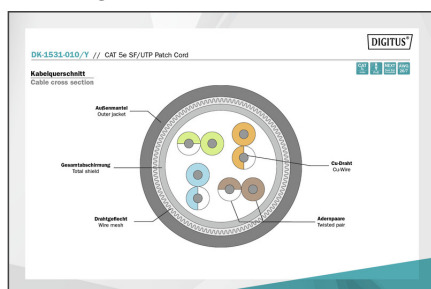 DIGITUS®
DK-1531-010/Y // CAT 5e SF/UTP Patch Cord
Kabelquerschnitt
Cable cross section
Außenmantel
Outer jacket
Gesamtabschirmung
Total shield
Drahtgeflecht
Wire mesh
Cu-Draht
Cu-Wire
Aderspaare
Twisted pair